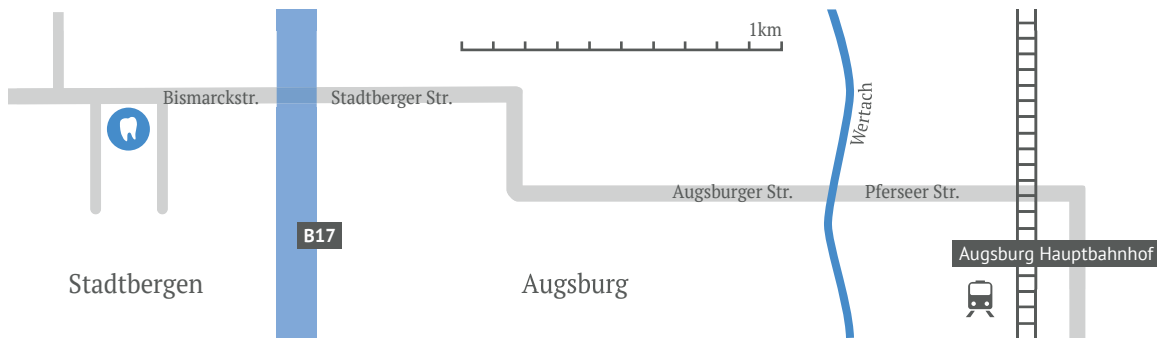 1km
Bismarckstr.
Stadtberger Str.
Wertach
Augsburger Str.
Pferseer Str.
B17
Augsburg Hauptbahnhof
Stadtbergen
Augsburg